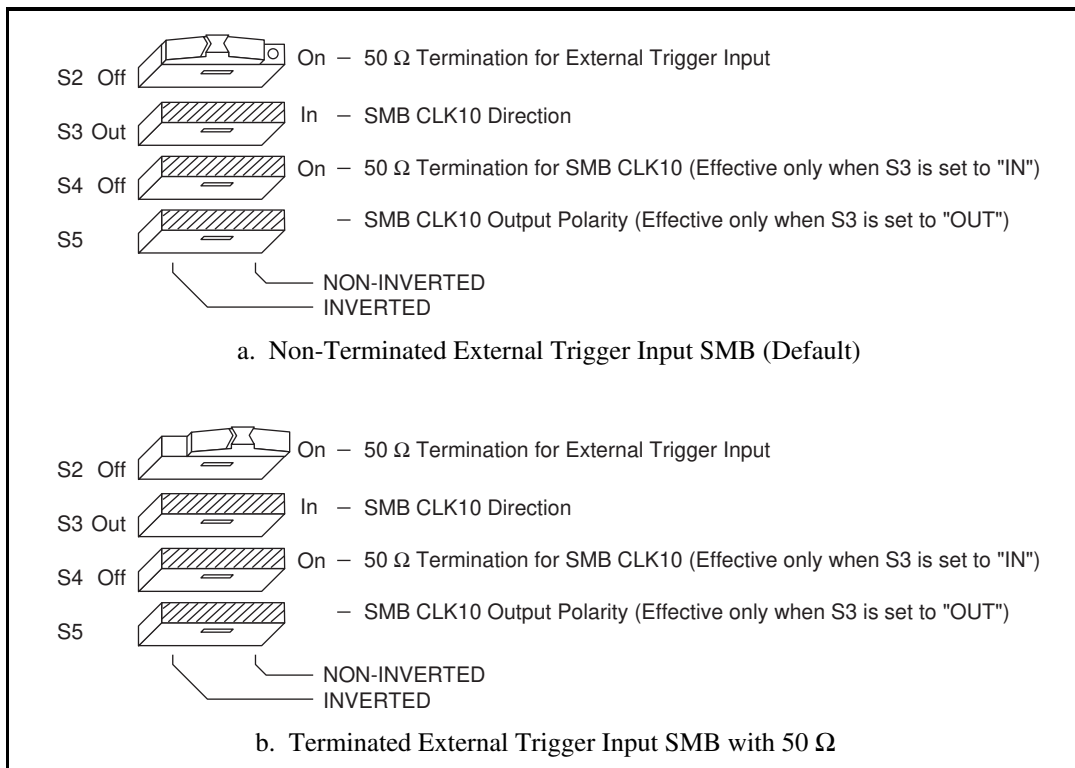 S2 Off On – 50 Ω Termination for External Trigger Input
S3 Out In – SMB CLK10 Direction
S4 Off On – 50 Ω Termination for SMB CLK10 (Effective only when S3 is set to "IN")
S5 – SMB CLK10 Output Polarity (Effective only when S3 is set to "OUT")
NON-INVERTED
INVERTED
a. Non-Terminated External Trigger Input SMB (Default)
S2 Off On – 50 Ω Termination for External Trigger Input
S3 Out In – SMB CLK10 Direction
S4 Off On – 50 Ω Termination for SMB CLK10 (Effective only when S3 is set to "IN")
S5 – SMB CLK10 Output Polarity (Effective only when S3 is set to "OUT")
NON-INVERTED
INVERTED
b. Terminated External Trigger Input SMB with 50 Ω